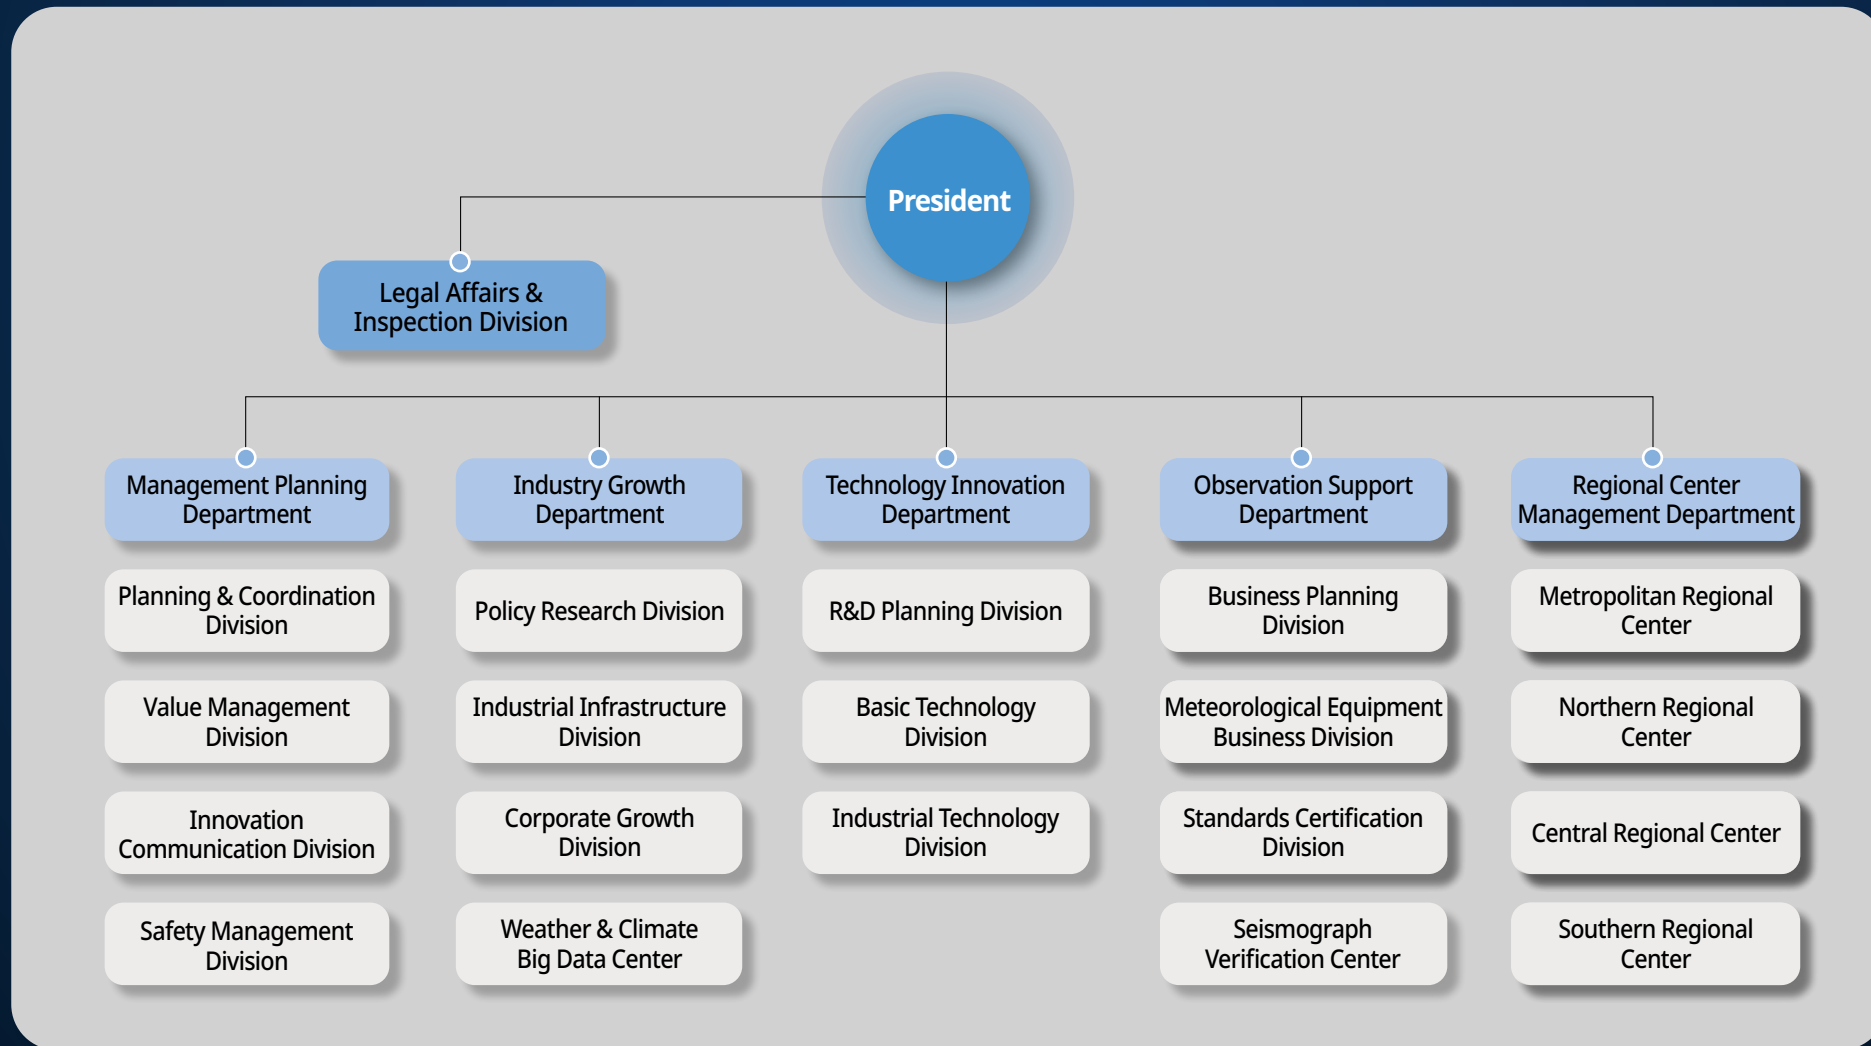 President
Legal Affairs &
Inspection Division
Management Planning
Department
Planning & Coordination
Division
Value Management
Division
Innovation
Communication Division
Safety Management
Division
Industry Growth
Department
Policy Research Division
Industrial Infrastructure
Division
Corporate Growth
Division
Weather & Climate
Big Data Center
Technology Innovation
Department
R&D Planning Division
Basic Technology
Division
Industrial Technology
Division
Observation Support
Department
Business Planning
Division
Meteorological Equipment
Business Division
Standards Certification
Division
Seismograph
Verification Center
Regional Center
Management Department
Metropolitan Regional
Center
Northern Regional
Center
Central Regional Center
Southern Regional
Center